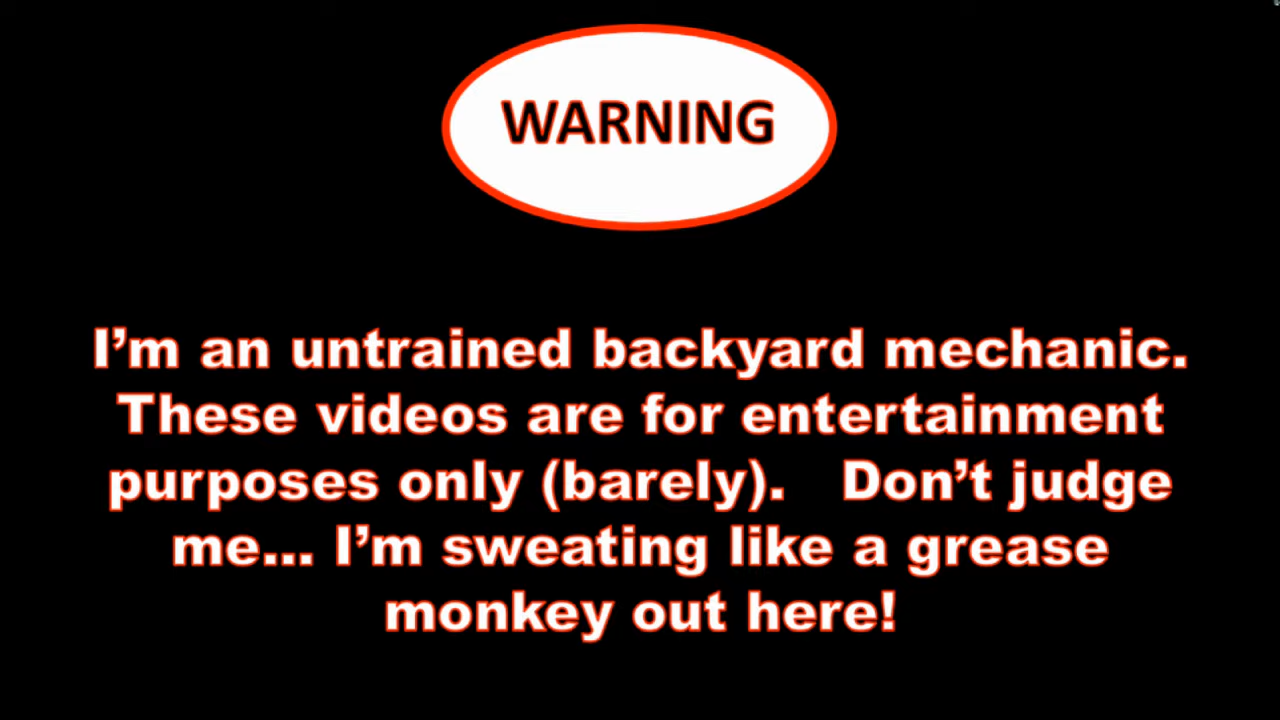 WARNING
I’m an untrained backyard mechanic.
These videos are for entertainment
purposes only (barely).   Don’t judge
me... I’m sweating like a grease
monkey out here!